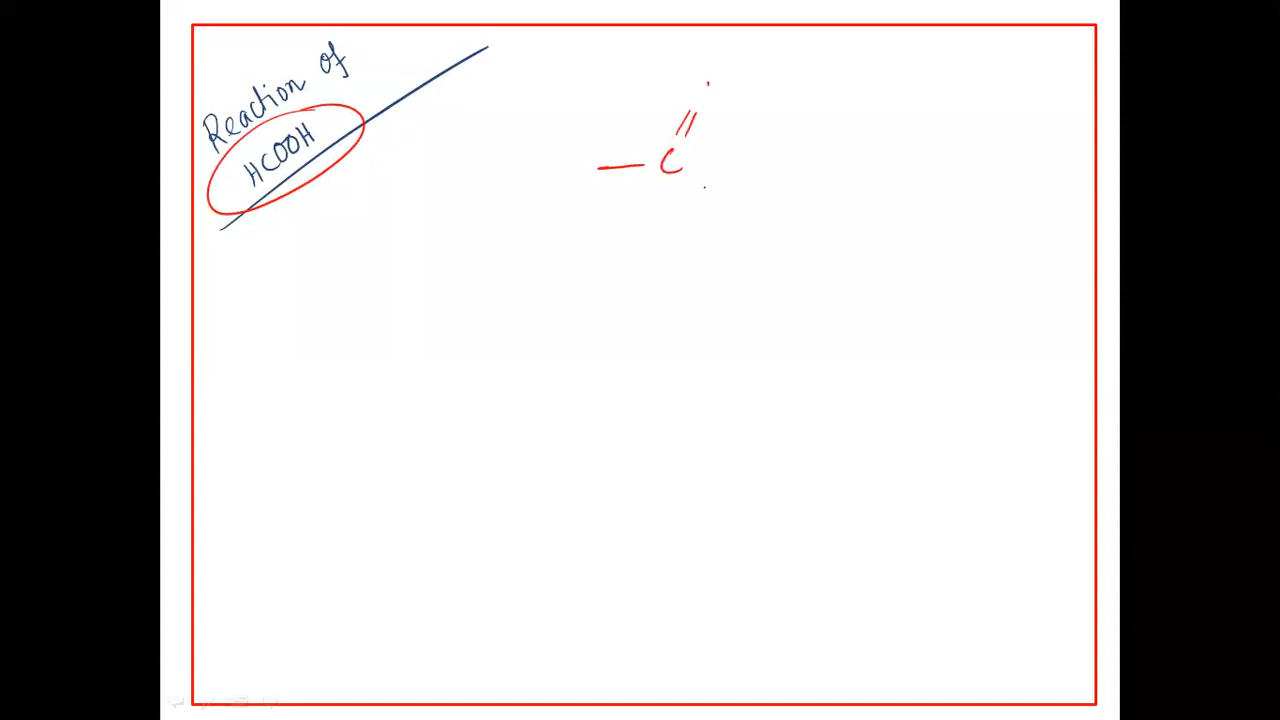 Reaction of
HCOOH
— C //